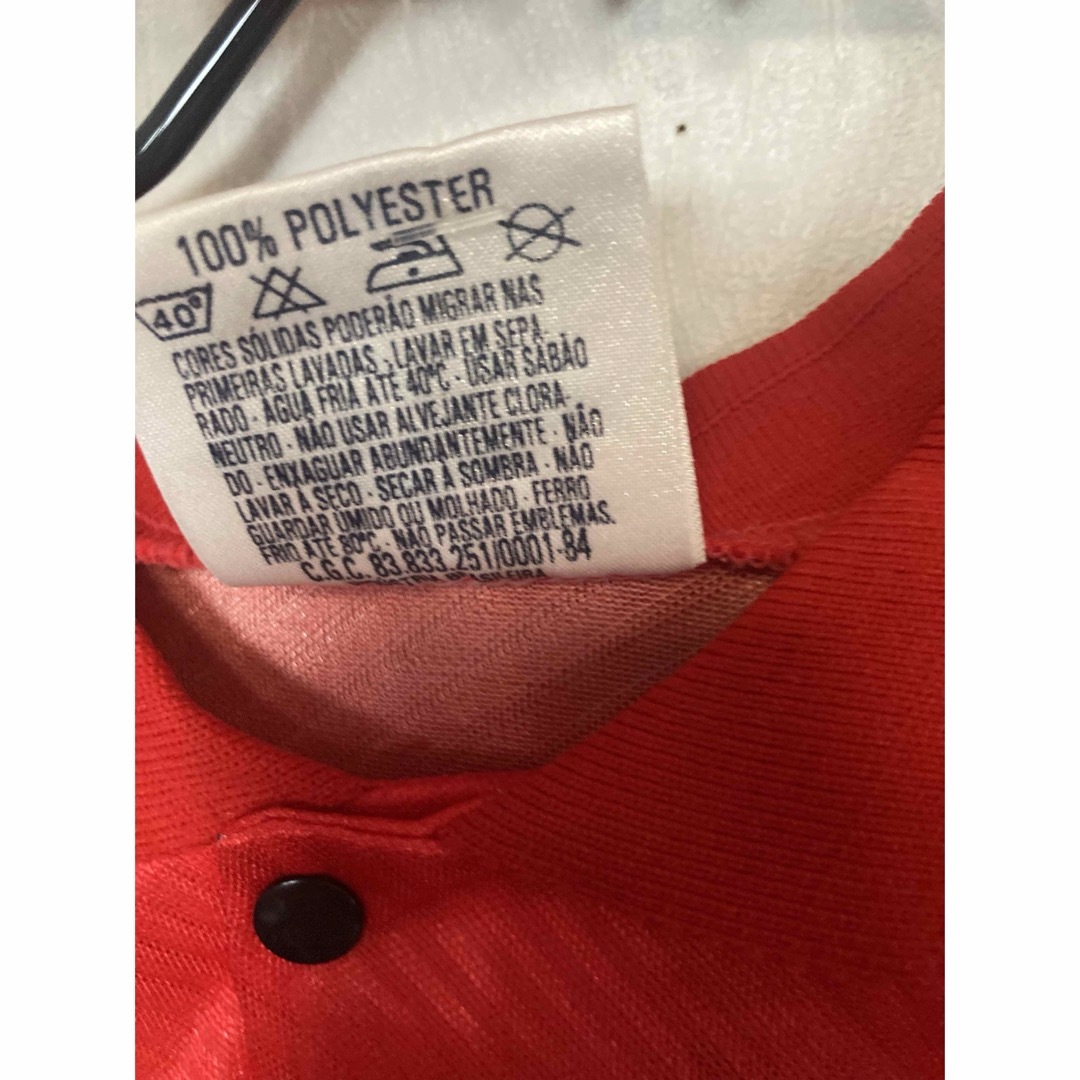 100% POLYESTER
40°
CORES SÓLIDAS PODERÃO MIGRAR NAS
PRIMEIRAS LAVADAS - LAVAR EM SEPA-
RADO - AGUA FRIA ATÉ 40°C - USAR SABÃO
NEUTRO - NÃO USAR ALVEJANTE CLORA-
DO - ENXAGUAR ABUNDANTEMENTE - NÃO
LAVAR A SECO - SECAR À SOMBRA - NÃO
GUARDAR ÚMIDO OU MOLHADO - FERRO
FRIO ATÉ 80°C - NÃO PASSAR EMBLEMAS.
C.G.C. 83.833.251/0001-84
BRASILEIRA